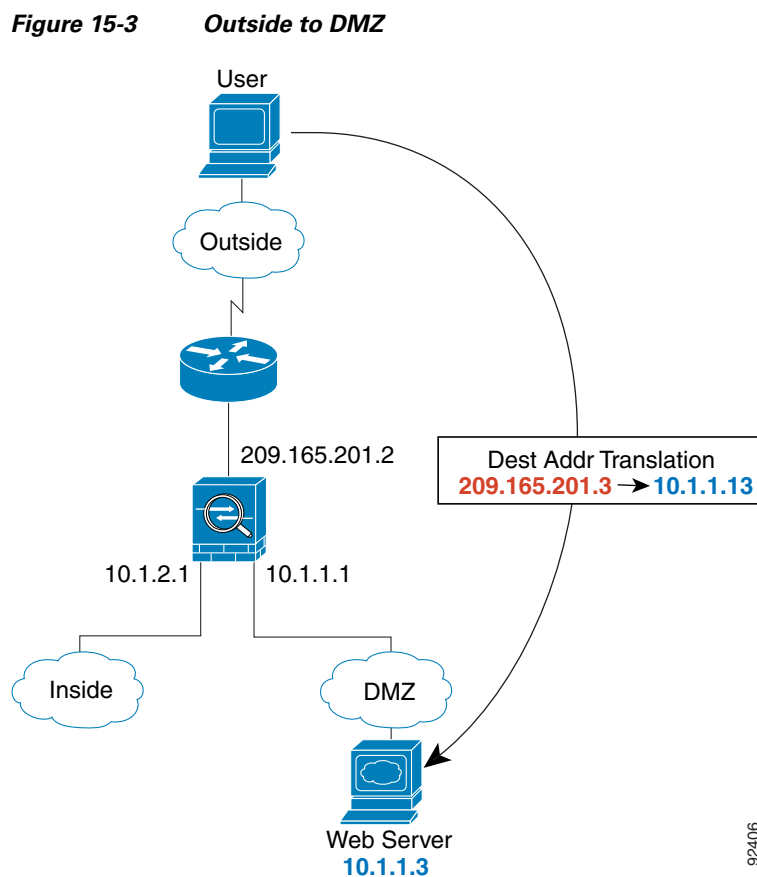 Figure 15-3 Outside to DMZ
User
Outside
209.165.201.2
Dest Addr Translation
209.165.201.3 → 10.1.1.13
10.1.2.1 10.1.1.1
Inside
DMZ
Web Server
10.1.1.3
92406